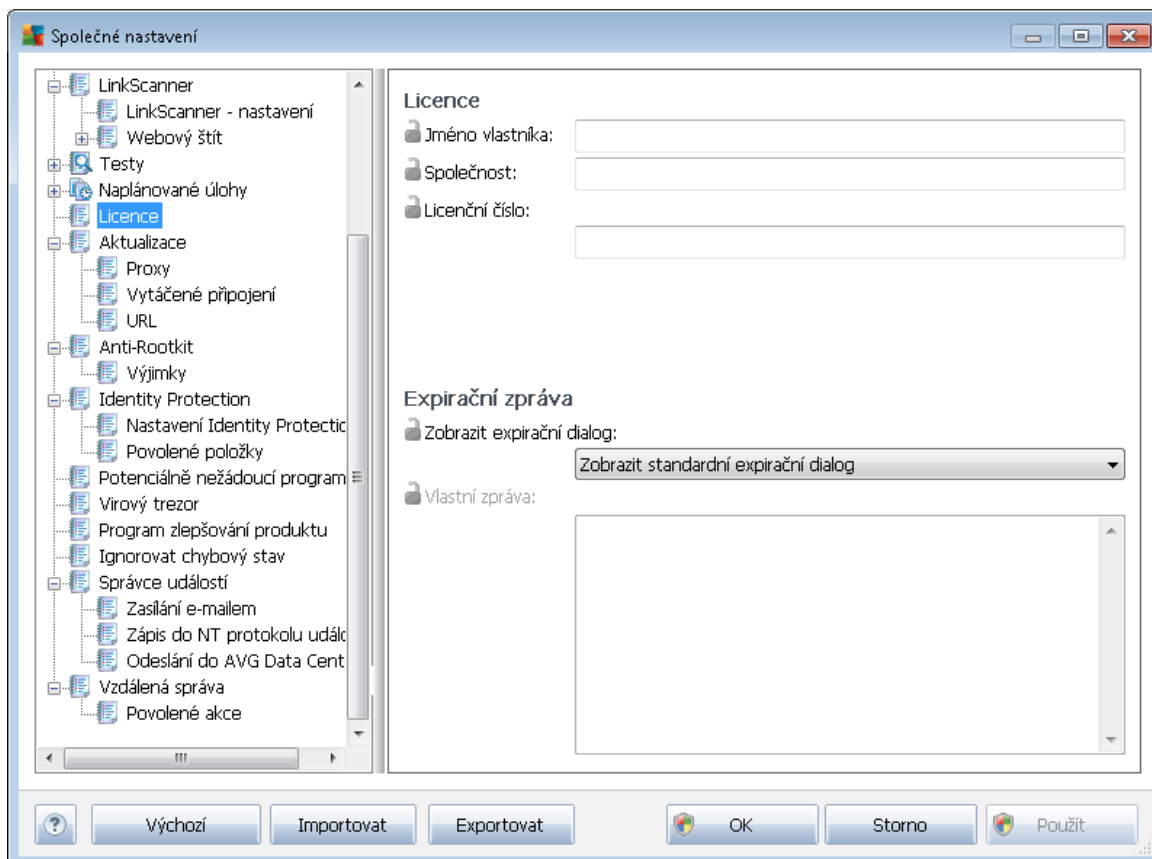 Společné nastavení
LinkScanner
LinkScanner - nastavení
Webový štít
Testy
Naplánované úlohy
Licence
Aktualizace
Proxy
Vytáčené připojení
URL
Anti-Rootkit
Výjimky
Identity Protection
Nastavení Identity Protectic
Povolené položky
Potenciálně nežádoucí program
Virový trezor
Program zlepšování produktu
Ignorovat chybový stav
Správce událostí
Zasílání e-mailem
Zápis do NT protokolu událc
Odeslání do AVG Data Cent
Vzdálená správa
Povolené akce
Licence
Jméno vlastníka:
Společnost:
Licenční číslo:
Expirační zpráva
Zobrazit expirační dialog:
Zobrazit standardní expirační dialog
Vlastní zpráva:
? Výchozí Importovat Exportovat OK Storno Použít